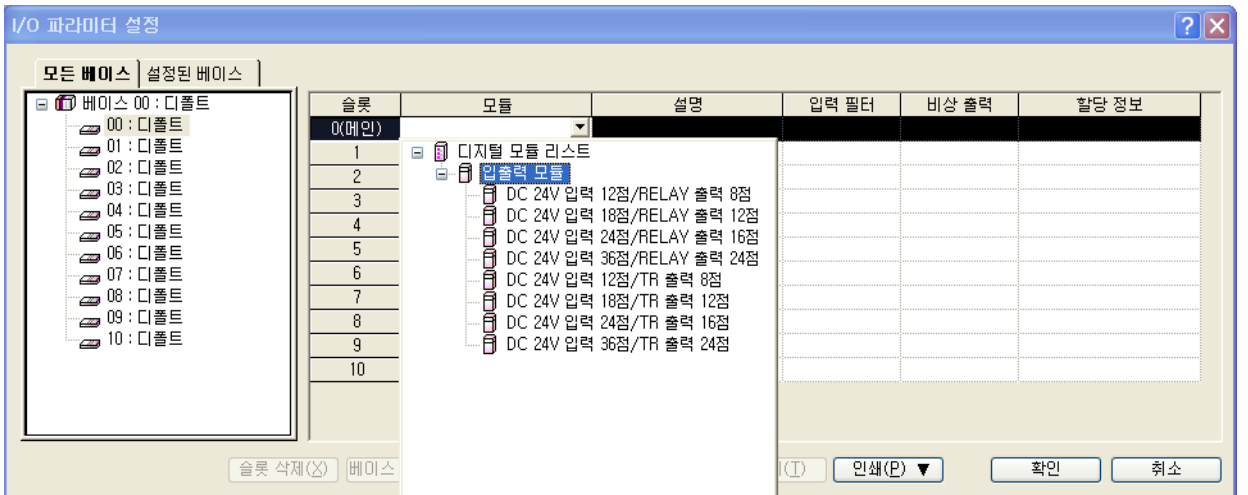 I/O 파라미터 설정
모든 베이스 설정된 베이스
베이스 00 : 디폴트
00 : 디폴트
01 : 디폴트
02 : 디폴트
03 : 디폴트
04 : 디폴트
05 : 디폴트
06 : 디폴트
07 : 디폴트
08 : 디폴트
09 : 디폴트
10 : 디폴트
슬롯 모듈 설명 입력 필터 비상 출력 할당 정보
0(메인)
1
2
3
4
5
6
7
8
9
10
디지털 모듈 리스트
입출력 모듈
DC 24V 입력 12점/RELAY 출력 8점
DC 24V 입력 18점/RELAY 출력 12점
DC 24V 입력 24점/RELAY 출력 16점
DC 24V 입력 36점/RELAY 출력 24점
DC 24V 입력 12점/TR 출력 8점
DC 24V 입력 18점/TR 출력 12점
DC 24V 입력 24점/TR 출력 16점
DC 24V 입력 36점/TR 출력 24점
슬롯 삭제(X) 베이스 (T) 인쇄(P) ▼ 확인 취소